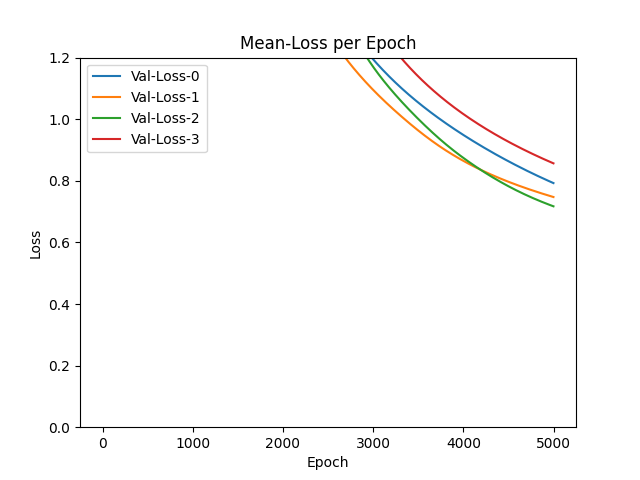 Mean-Loss per Epoch
1.2
1.0
0.8
0.6
0.4
0.2
0.0
Loss
Val-Loss-0
Val-Loss-1
Val-Loss-2
Val-Loss-3
0 1000 2000 3000 4000 5000
Epoch